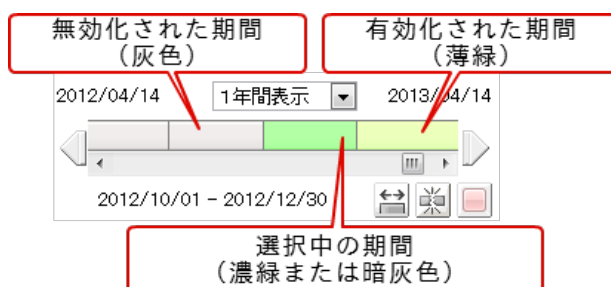 無効化された期間
（灰色）
有効化された期間
（薄緑）
2012/04/14
1年間表示
2013/04/14
2012/10/01 - 2012/12/30
選択中の期間
（濃緑または暗灰色）